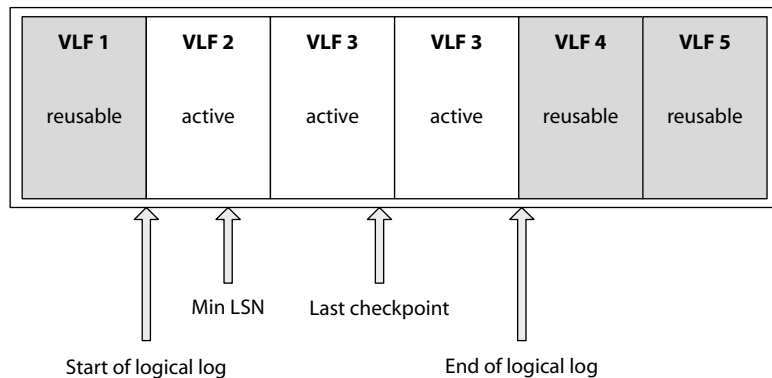 VLF 1 VLF 2 VLF 3 VLF 3 VLF 4 VLF 5
reusable active active active reusable reusable
Min LSN Last checkpoint
Start of logical log End of logical log